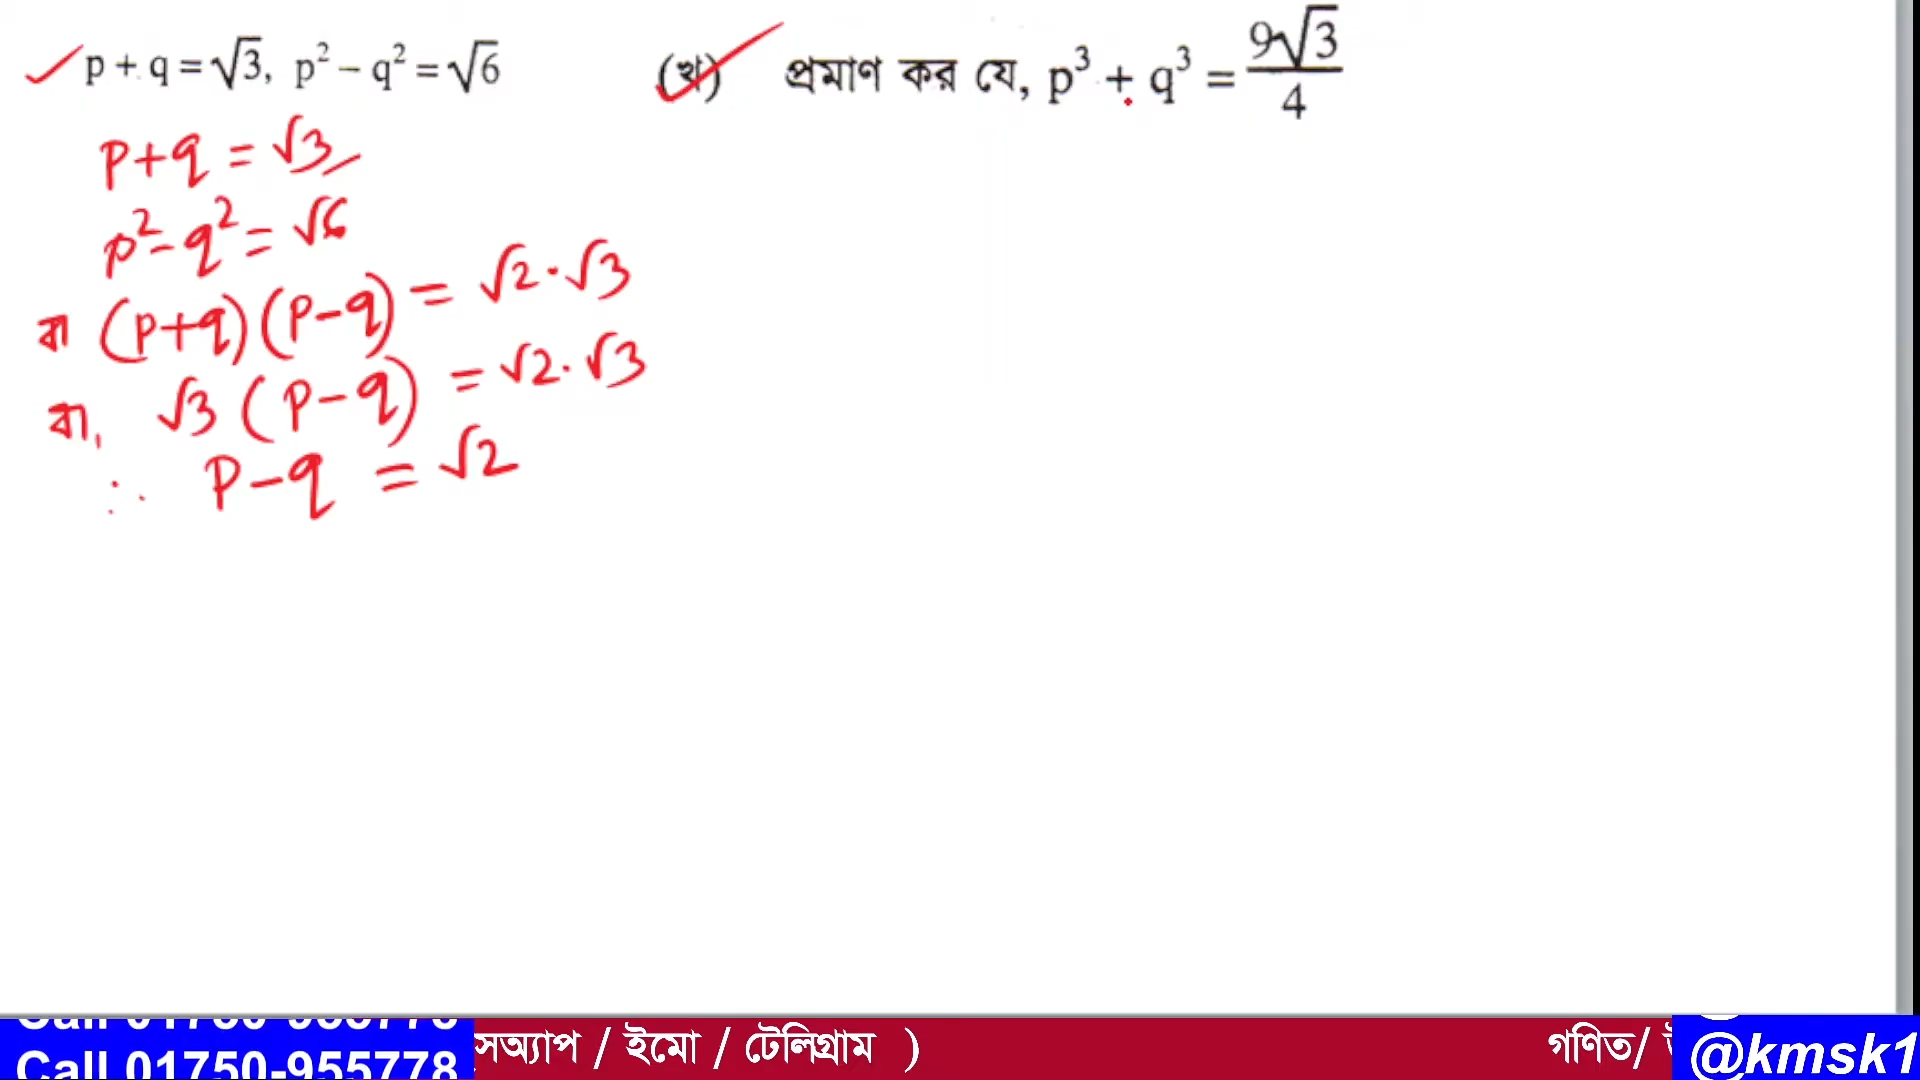 p + q = √3, p² – q² = √6
(খ) প্রমাণ কর যে, p³ + q³ = 9√3/4
p+q = √3
p²-q² = √6
বা (p+q)(p-q) = √2·√3
বা, √3 (p-q) = √2·√3
∴ p-q = √2
Call 01750-955778
সঅ্যাপ / ইমো / টেলিগ্রাম )
গণিত/
@kmsk1